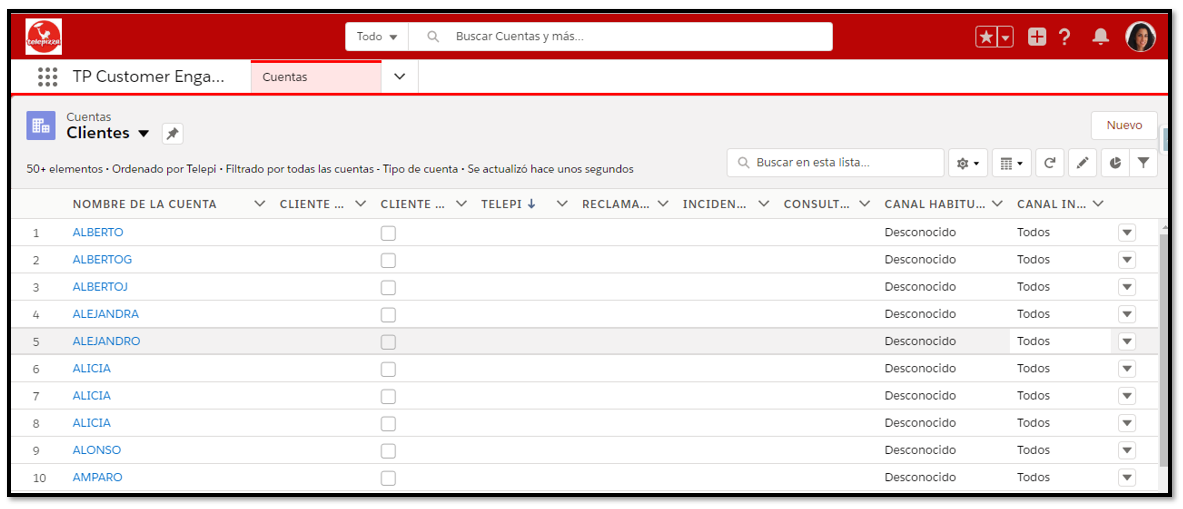 telepizza
Todo Buscar Cuentas y más...
TP Customer Enga... Cuentas
Cuentas
Clientes
Nuevo
50+ elementos • Ordenado por Telepi • Filtrado por todas las cuentas - Tipo de cuenta • Se actualizó hace unos segundos
Buscar en esta lista...
NOMBRE DE LA CUENTA CLIENTE ... CLIENTE ... TELEPI RECLAMA... INCIDEN... CONSULT... CANAL HABITU... CANAL IN...
1 ALBERTO Desconocido Todos
2 ALBERTOG Desconocido Todos
3 ALBERTOJ Desconocido Todos
4 ALEJANDRA Desconocido Todos
5 ALEJANDRO Desconocido Todos
6 ALICIA Desconocido Todos
7 ALICIA Desconocido Todos
8 ALICIA Desconocido Todos
9 ALONSO Desconocido Todos
10 AMPARO Desconocido Todos